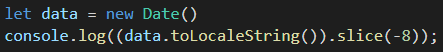 let data = new Date()
console.log((data.toLocaleString()).slice(-8));